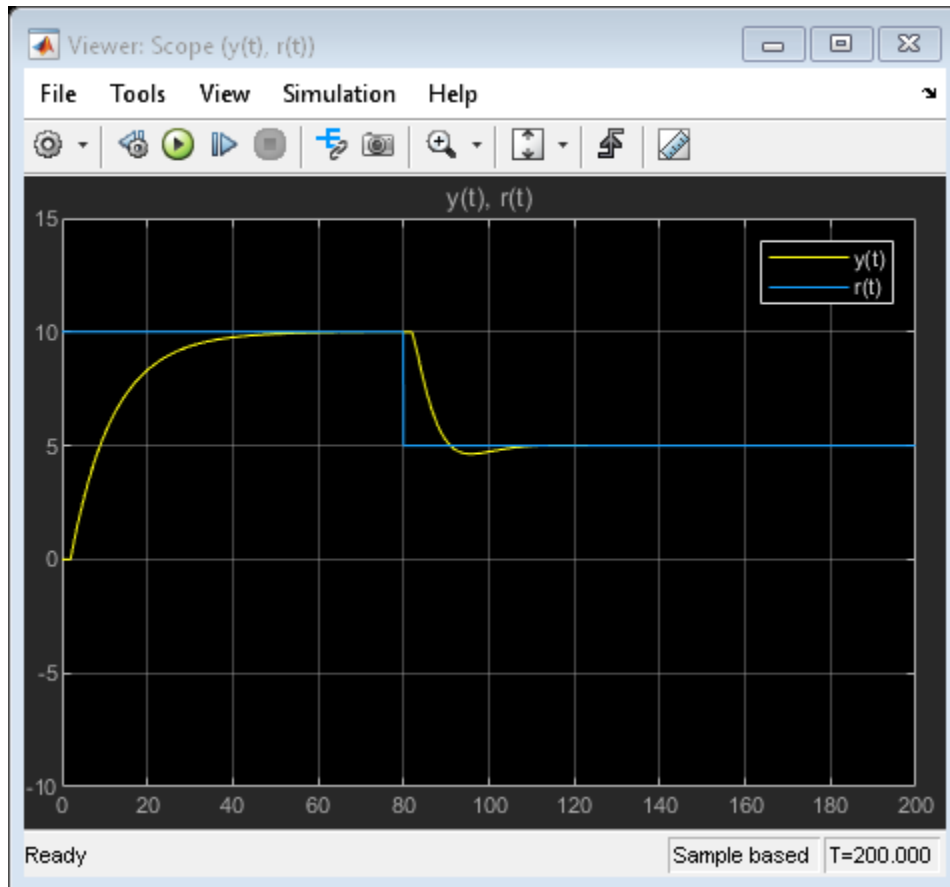 Viewer: Scope (y(t), r(t))
File Tools View Simulation Help
y(t), r(t)
15
y(t)
r(t)
10
5
0
-5
-10
0 20 40 60 80 100 120 140 160 180 200
Ready Sample based T=200.000